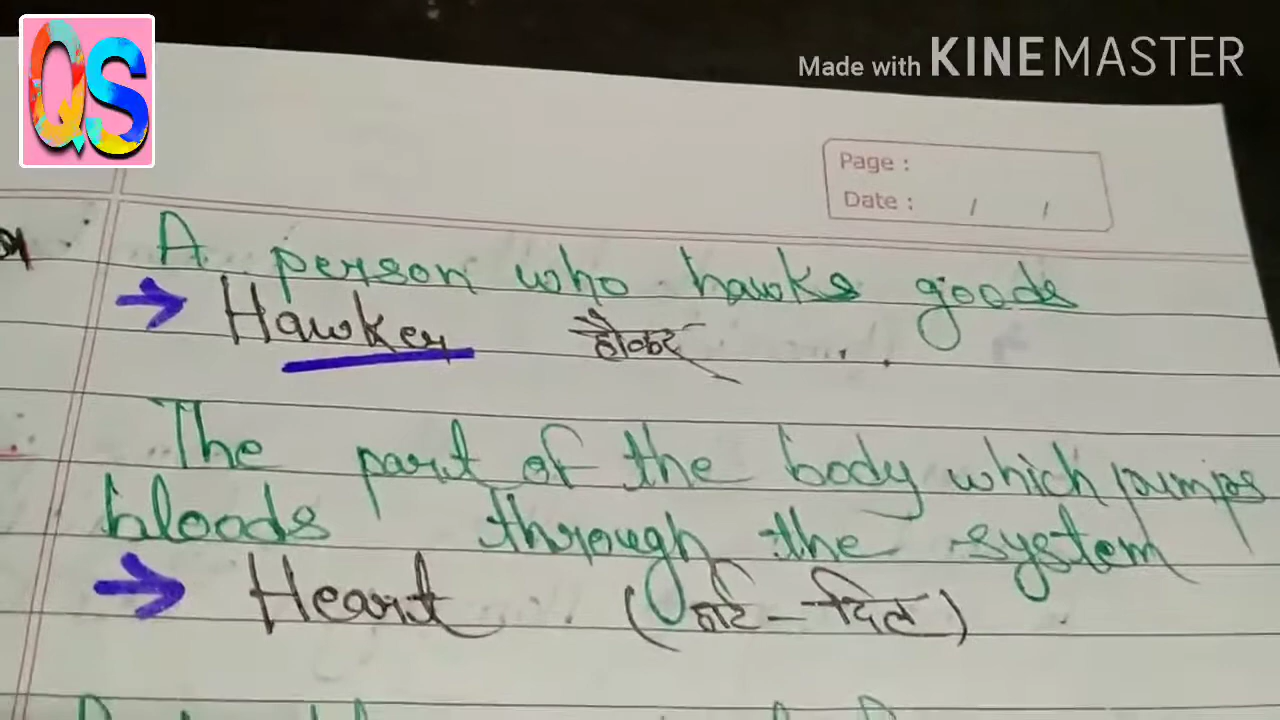 QS
Made with KINEMASTER
Page :
Date : / /
A person who hawks goods
→ Hawker हॉकर
The part of the body which pumps
bloods through the system
→ Heart (हार्ट – दिल)